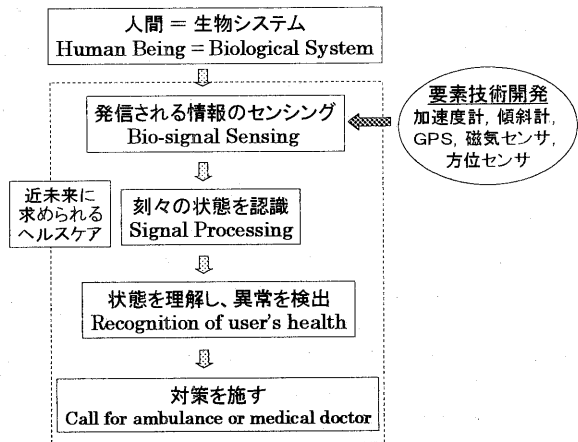 人間 = 生物システム
Human Being = Biological System
発信される情報のセンシング
Bio-signal Sensing
要素技術開発
加速度計, 傾斜計,
GPS, 磁気センサ,
方位センサ
近未来に
求められる
ヘルスケア
刻々の状態を認識
Signal Processing
状態を理解し、異常を検出
Recognition of user's health
対策を施す
Call for ambulance or medical doctor